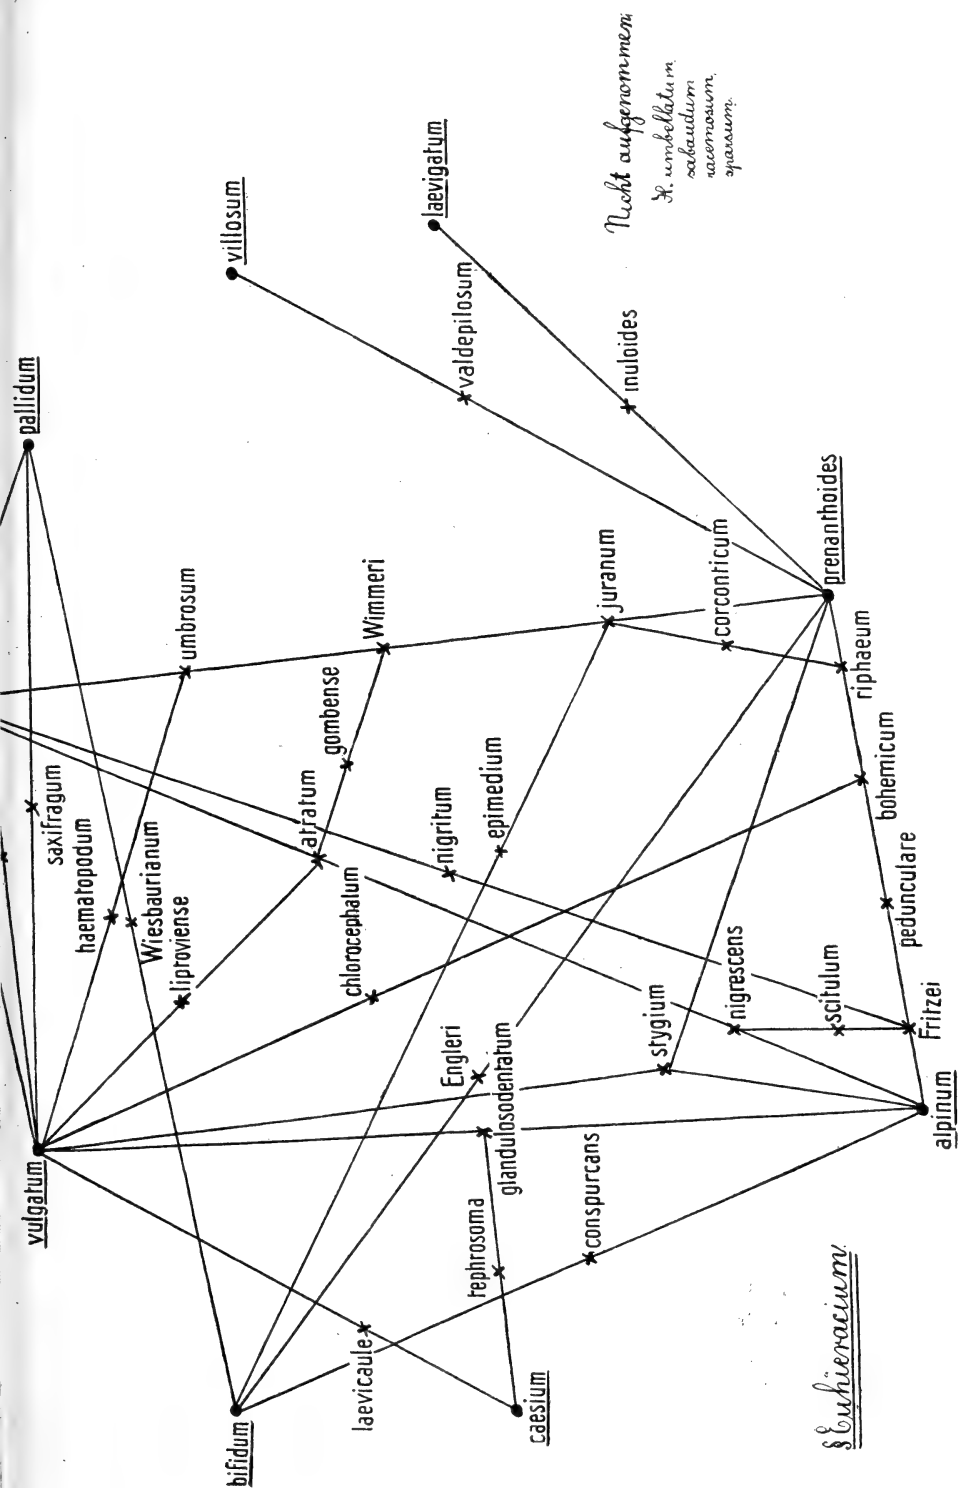 pallidum
villosum
laevigatum
Nicht aufgenommen:
H. umbellatum
sabaudum
racemosum
sparsum.
saxifragum
haematopodum
Wiesbaurianum
liptoviense
umbrosum
Wimmeri
gombense
atratum
chlorocephalum
nigritum
epimedium
juranum
corconticum
valdepilosum
inuloides
prenanthoides
riphaeum
bohemicum
pedunculare
Fritzei
scitulum
nigrescens
stygium
Engleri
glandulosodentatum
vulgatum
tephrosoma
conspurcans
alpinum
laevicaule
bifidum
caesium
§ Euhieracium.